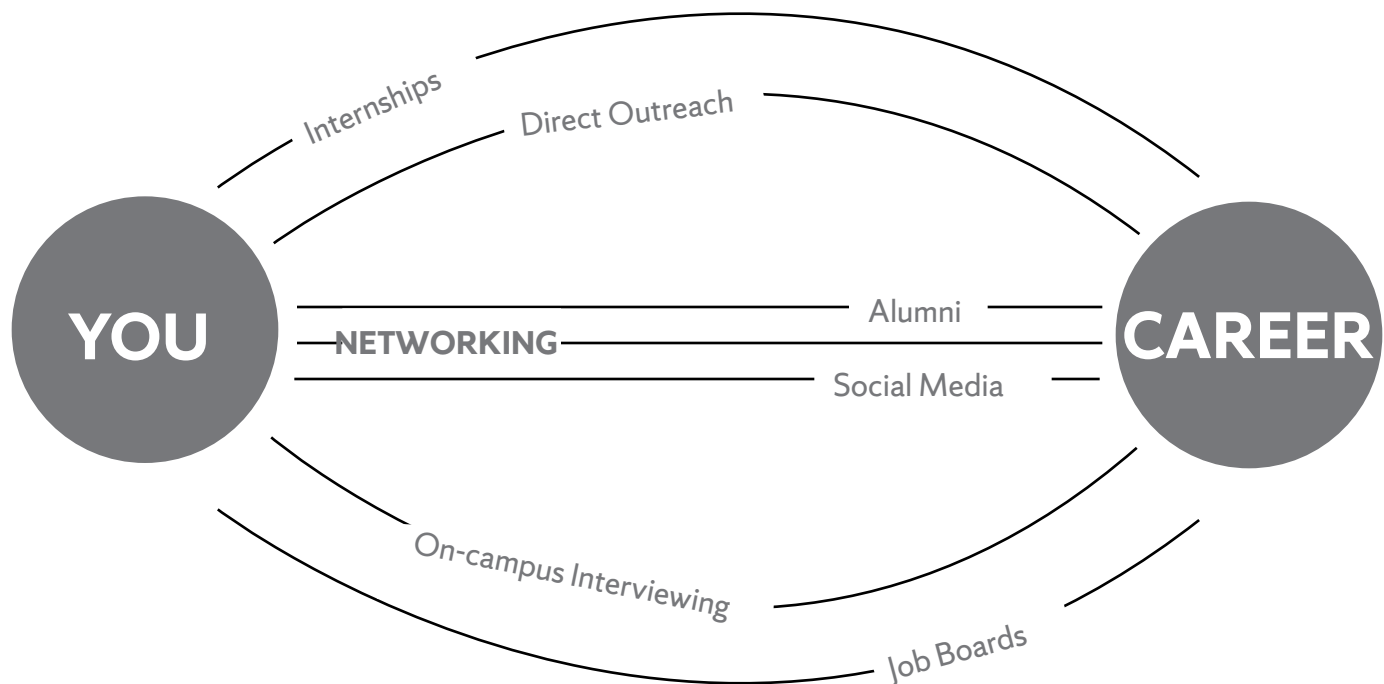 Internships
Direct Outreach
YOU
Alumni
NETWORKING
CAREER
Social Media
On-campus Interviewing
Job Boards